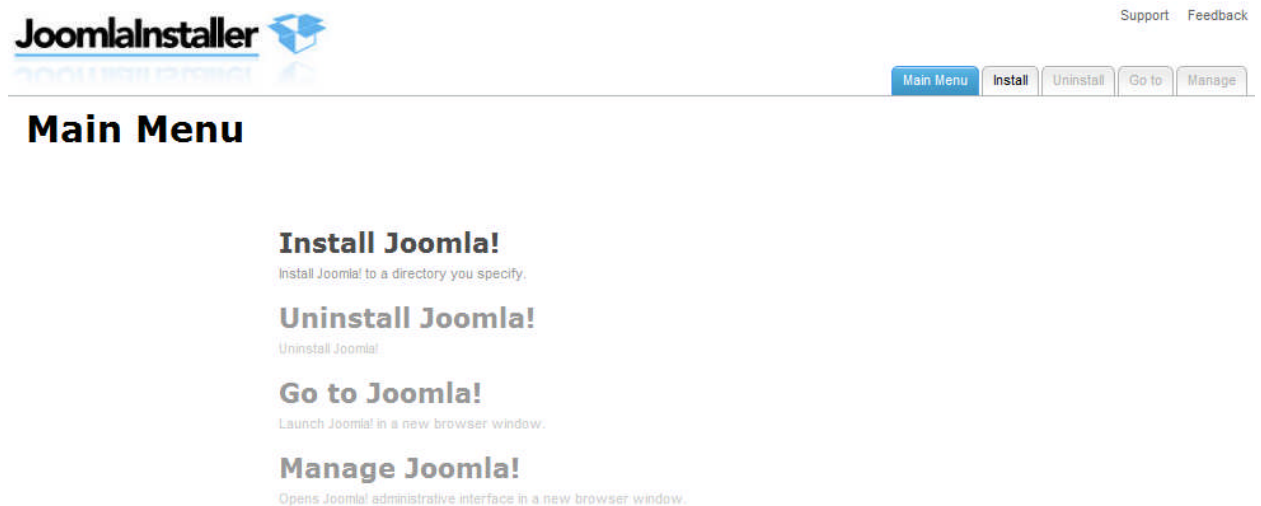 JoomlaInstaller
Support Feedback
Main Menu Install Uninstall Go to Manage
Main Menu
Install Joomla!
Install Joomla! to a directory you specify.
Uninstall Joomla!
Uninstall Joomla!
Go to Joomla!
Launch Joomla! in a new browser window.
Manage Joomla!
Opens Joomla! administrative interface in a new browser window.